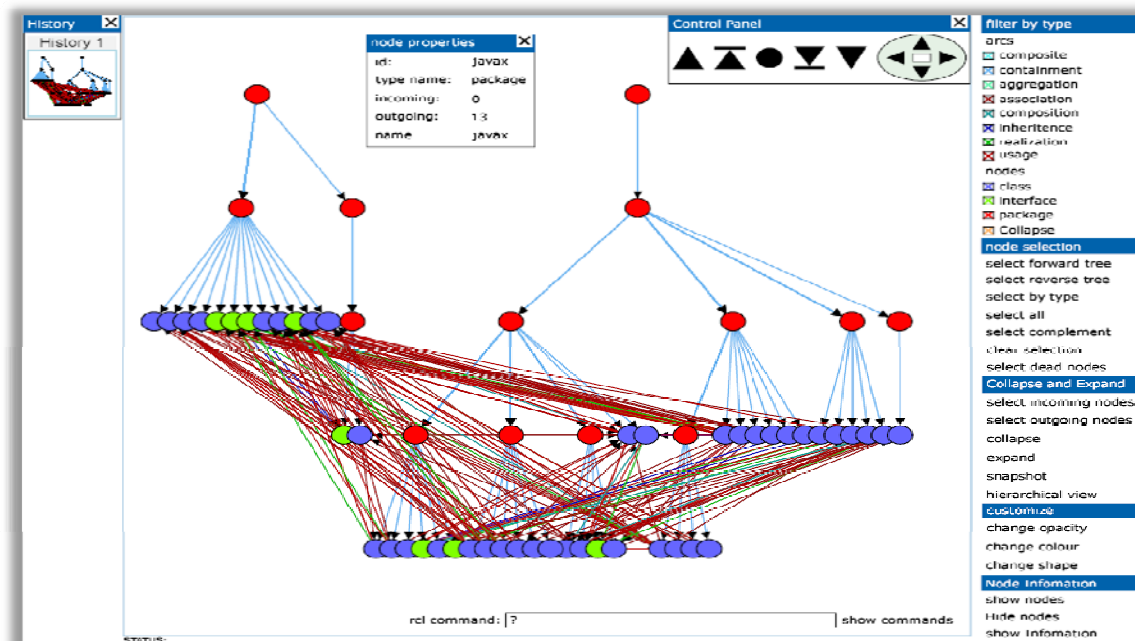 History
History 1
node properties
id: javax
type name: package
incoming: 0
outgoing: 13
name javax
Control Panel
filter by type
arcs
composite
containment
aggregation
association
composition
inheritence
realization
usage
nodes
class
interface
package
Collapse
node selection
select forward tree
select reverse tree
select by type
select all
select complement
clear selection
select dead nodes
Collapse and Expand
select incoming nodes
select outgoing nodes
collapse
expand
snapshot
hierarchical view
customize
change opacity
change colour
change shape
Node Infomation
show nodes
Hide nodes
show Infomation
rcl command: ? show commands
STATUS: